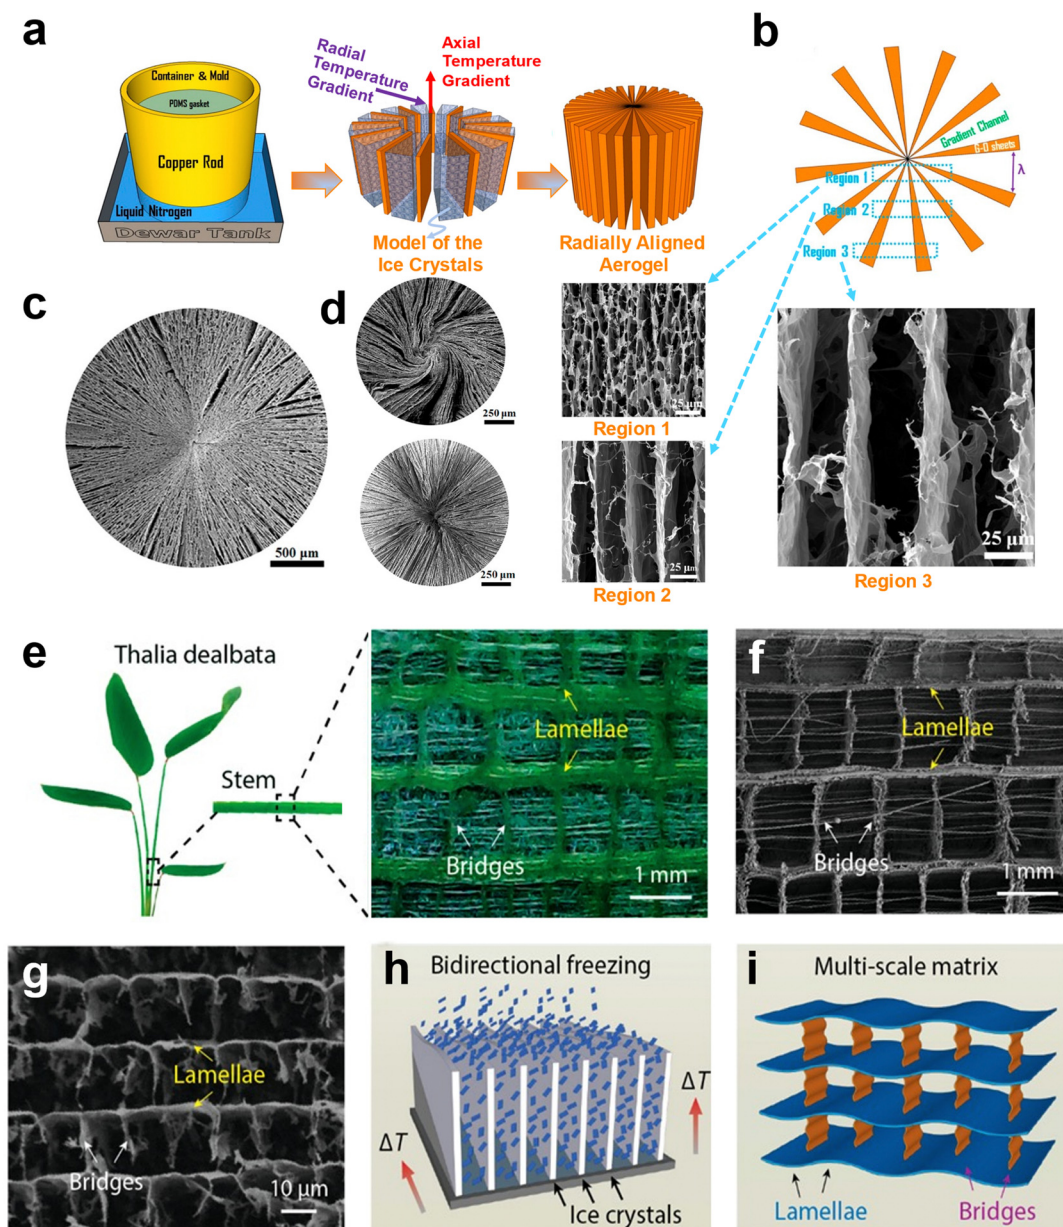 a
Container & Mold
PDMS gasket
Copper Rod
Liquid Nitrogen
Dewar Tank
Radial
Temperature
Gradient
Axial
Temperature
Gradient
Model of the
Ice Crystals
Radially Aligned
Aerogel
b
Gradient Channel
G-O sheets
λ
Region 1
Region 2
Region 3
c
500 μm
d
250 μm
250 μm
25 μm
Region 1
25 μm
Region 2
25 μm
Region 3
e
Thalia dealbata
Stem
Lamellae
Bridges
1 mm
f
Lamellae
Bridges
1 mm
g
Lamellae
Bridges
10 μm
h
Bidirectional freezing
ΔT
ΔT
Ice crystals
i
Multi-scale matrix
Lamellae
Bridges